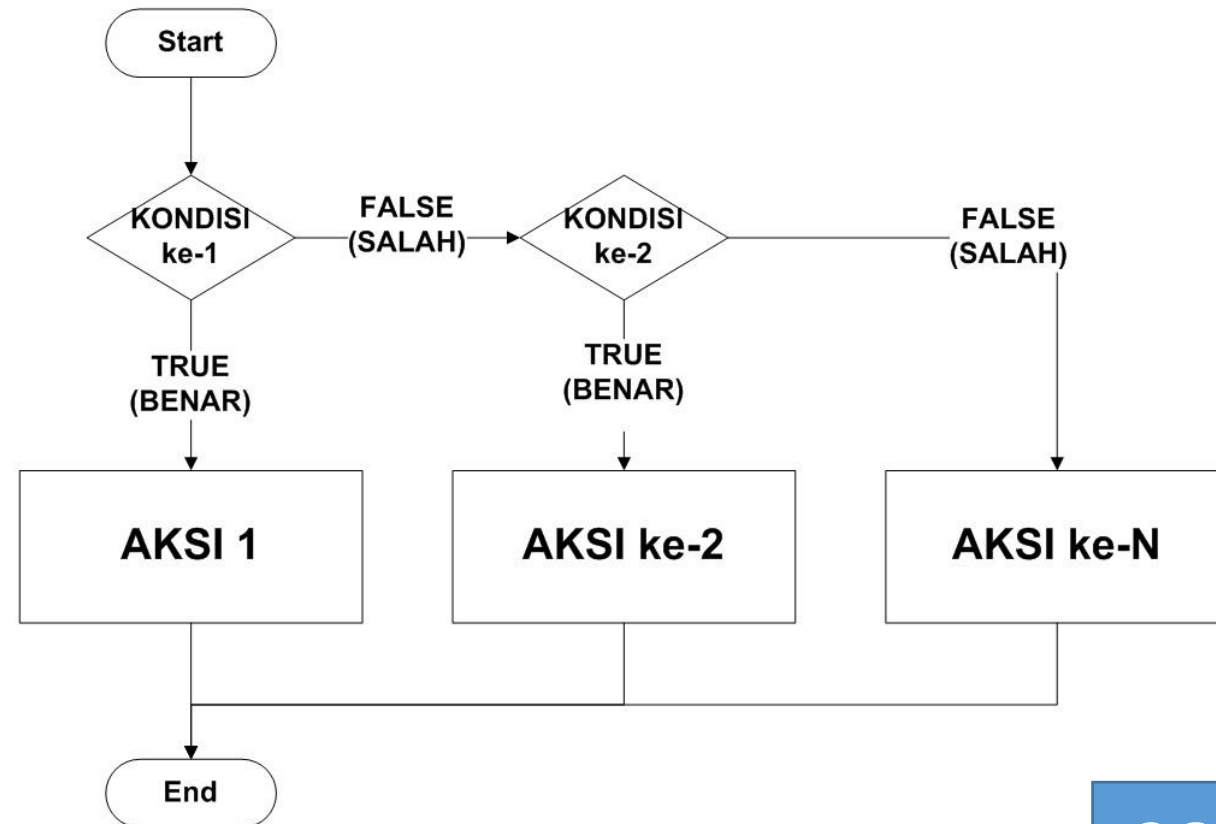 Start
KONDISI
ke-1
FALSE
(SALAH)
KONDISI
ke-2
FALSE
(SALAH)
TRUE
(BENAR)
TRUE
(BENAR)
AKSI 1
AKSI ke-2
AKSI ke-N
End